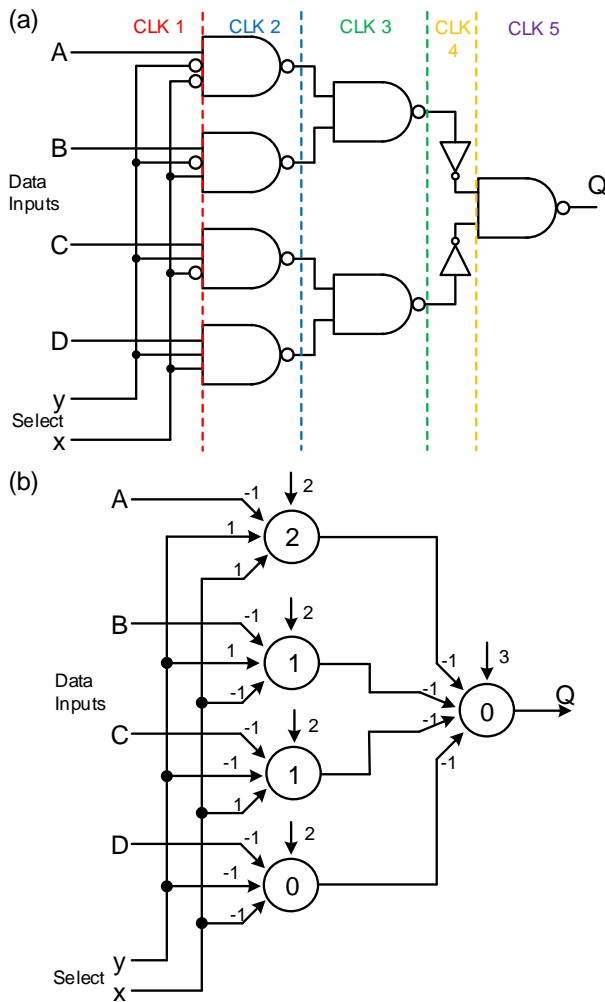 (a)
CLK 1
CLK 2
CLK 3
CLK
4
CLK 5
A
B
Data
Inputs
C
D
y
Select
x
Q
(b)
A
-1
2
1
2
1
B
-1
2
1
1
-1
Data
Inputs
C
-1
2
-1
1
1
D
-1
2
-1
0
-1
y
Select
x
-1
3
-1
-1
0
Q
-1